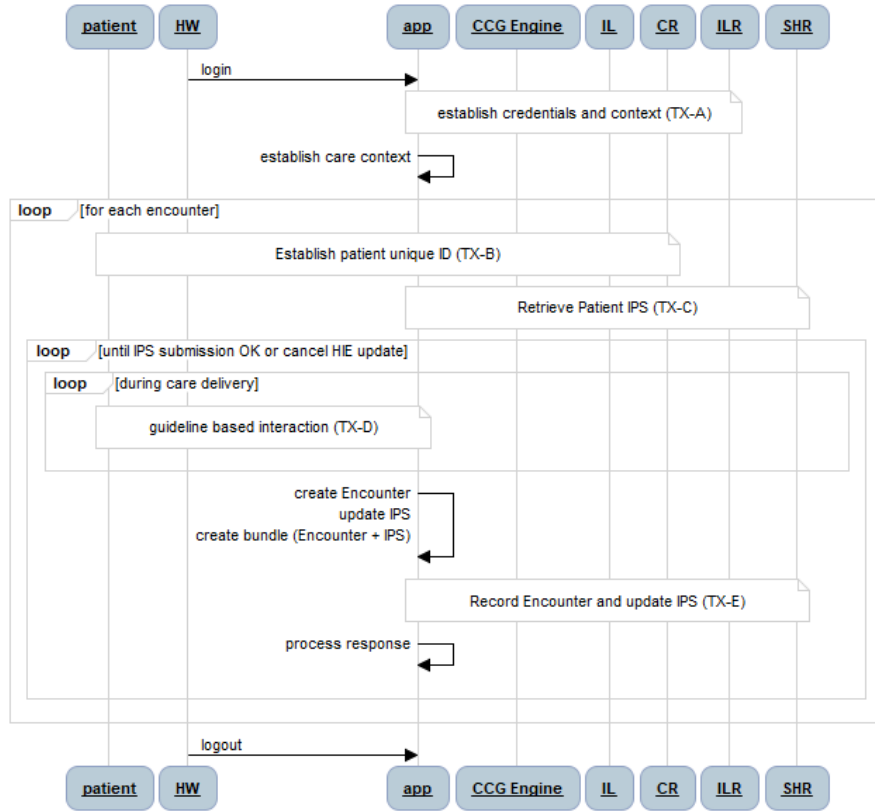 patient HW app CCG Engine IL CR ILR SHR
login
establish credentials and context (TX-A)
establish care context
loop [for each encounter]
Establish patient unique ID (TX-B)
Retrieve Patient IPS (TX-C)
loop [until IPS submission OK or cancel HIE update]
loop [during care delivery]
guideline based interaction (TX-D)
create Encounter
update IPS
create bundle (Encounter + IPS)
Record Encounter and update IPS (TX-E)
process response
logout
patient HW app CCG Engine IL CR ILR SHR